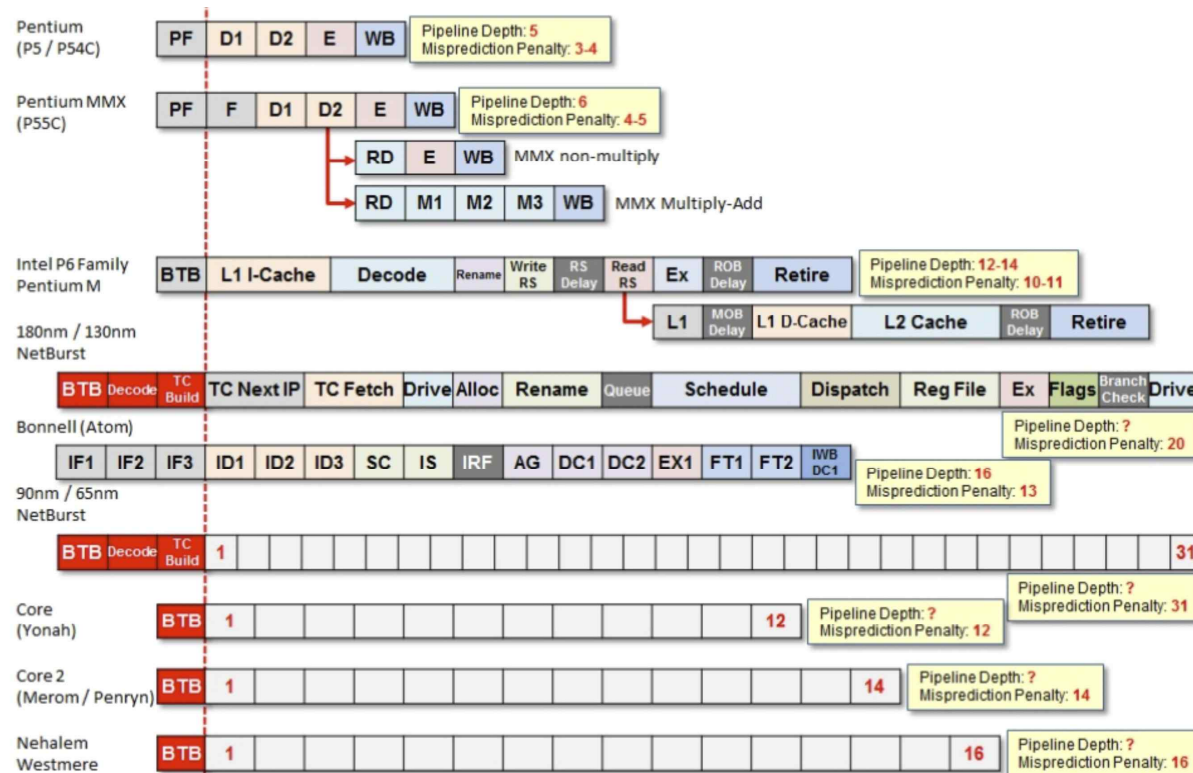 Pentium
(P5 / P54C)
PF D1 D2 E WB
Pipeline Depth: 5
Misprediction Penalty: 3-4
Pentium MMX
(P55C)
PF F D1 D2 E WB
Pipeline Depth: 6
Misprediction Penalty: 4-5
RD E WB MMX non-multiply
RD M1 M2 M3 WB MMX Multiply-Add
Intel P6 Family
Pentium M
BTB L1 I-Cache Decode Rename Write RS RS Delay Read RS Ex ROB Delay Retire
Pipeline Depth: 12-14
Misprediction Penalty: 10-11
L1 MOB Delay L1 D-Cache L2 Cache ROB Delay Retire
180nm / 130nm
NetBurst
BTB Decode TC Build TC Next IP TC Fetch Drive Alloc Rename Queue Schedule Dispatch Reg File Ex Flags Branch Check Drive
Pipeline Depth: ?
Misprediction Penalty: 20
Bonnell (Atom)
IF1 IF2 IF3 ID1 ID2 ID3 SC IS IRF AG DC1 DC2 EX1 FT1 FT2 IWB DC1
Pipeline Depth: 16
Misprediction Penalty: 13
90nm / 65nm
NetBurst
BTB Decode TC Build 1 31
Pipeline Depth: ?
Misprediction Penalty: 31
Core
(Yonah)
BTB 1 12
Pipeline Depth: ?
Misprediction Penalty: 12
Core 2
(Merom / Penryn)
BTB 1 14
Pipeline Depth: ?
Misprediction Penalty: 14
Nehalem
Westmere
BTB 1 16
Pipeline Depth: ?
Misprediction Penalty: 16